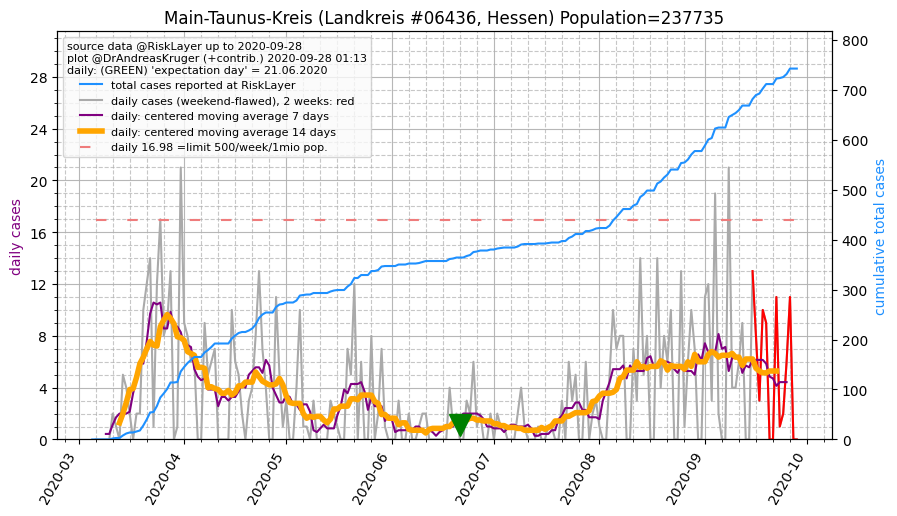 Main-Taunus-Kreis (Landkreis #06436, Hessen) Population=237735
source data @RiskLayer up to 2020-09-28
plot @DrAndreasKruger (+contrib.) 2020-09-28 01:13
daily: (GREEN) 'expectation day' = 21.06.2020
total cases reported at RiskLayer
daily cases (weekend-flawed), 2 weeks: red
daily: centered moving average 7 days
daily: centered moving average 14 days
daily 16.98 =limit 500/week/1mio pop.
daily cases
28
24
20
16
12
8
4
0
cumulative total cases
800
700
600
500
400
300
200
100
0
2020-03
2020-04
2020-05
2020-06
2020-07
2020-08
2020-09
2020-10